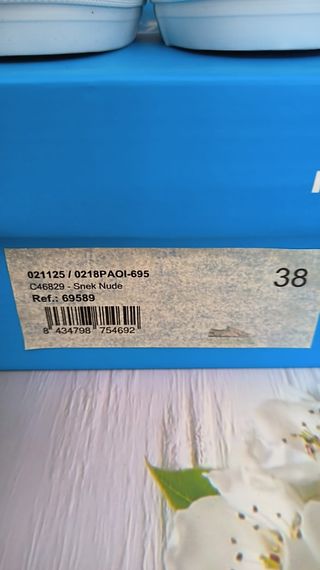 021125 / 0218PAOI-695
C46829 - Snek Nude
Ref.: 69589
38
8 434798 754692